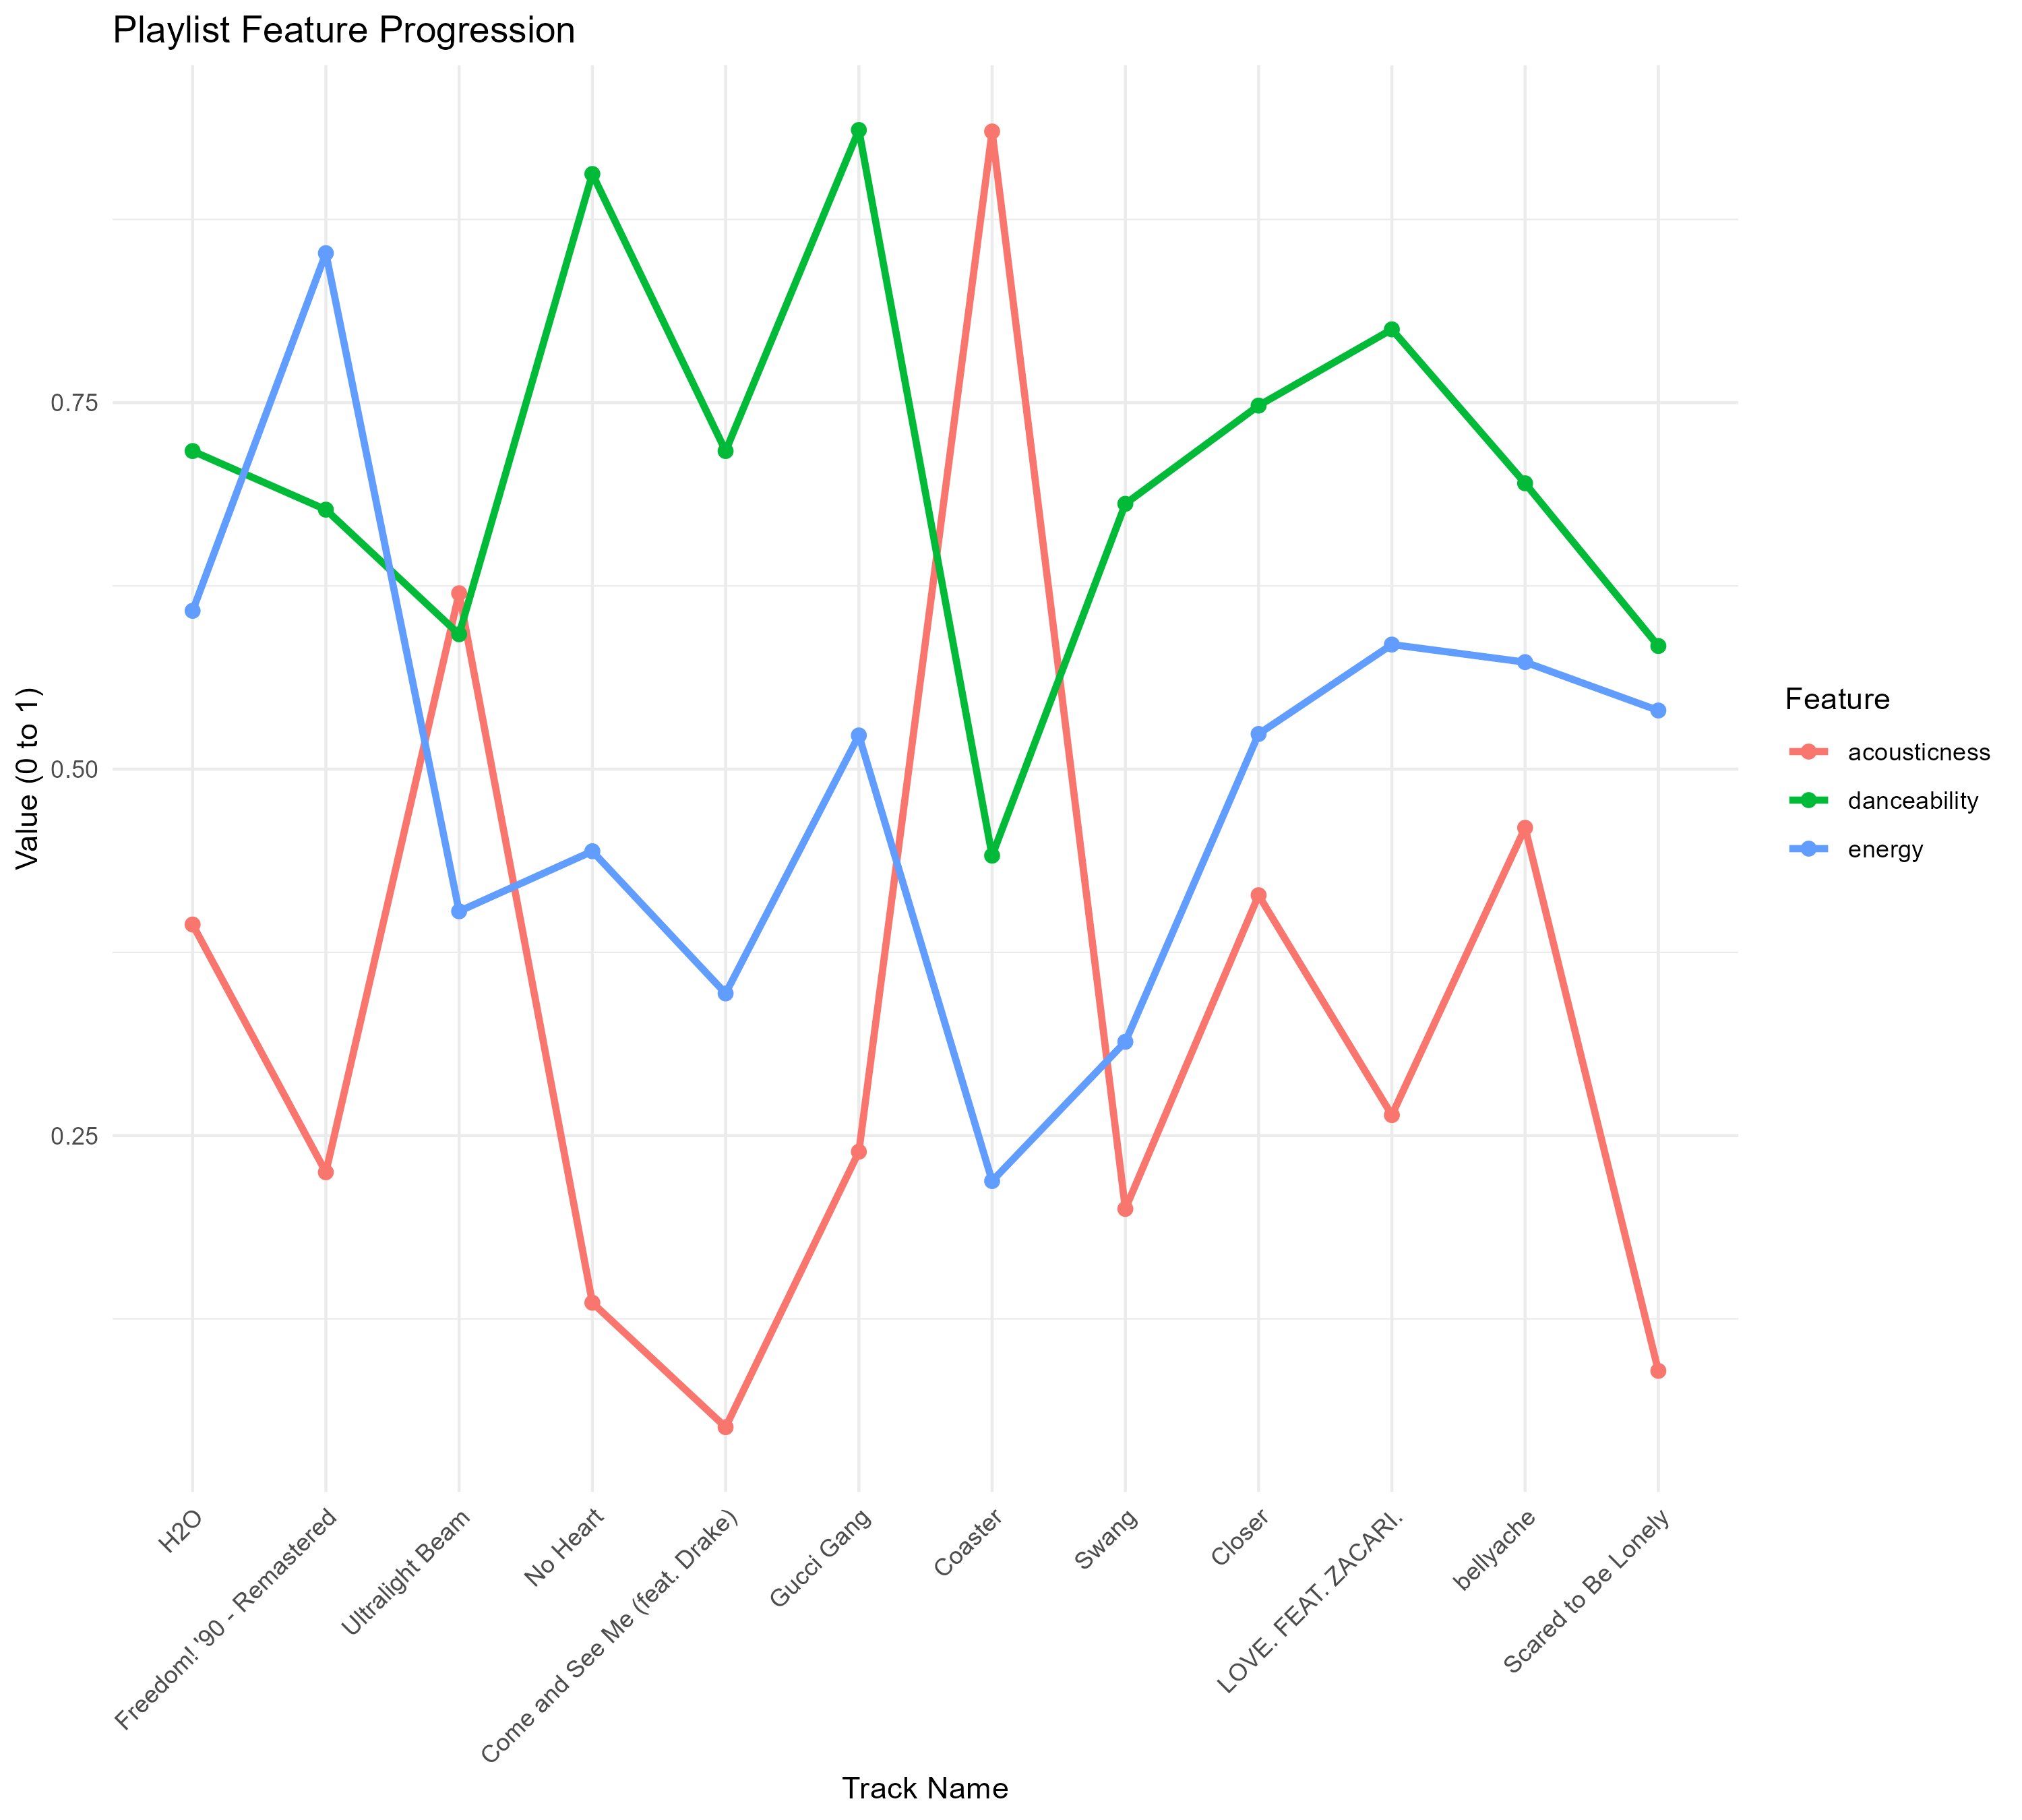 Playlist Feature Progression
Value (0 to 1)
0.75
0.50
0.25
H2O
Freedom! '90 - Remastered
Ultralight Beam
No Heart
Come and See Me (feat. Drake)
Gucci Gang
Coaster
Swang
Closer
LOVE. FEAT. ZACARI.
bellyache
Scared to Be Lonely
Track Name
Feature
acousticness
danceability
energy